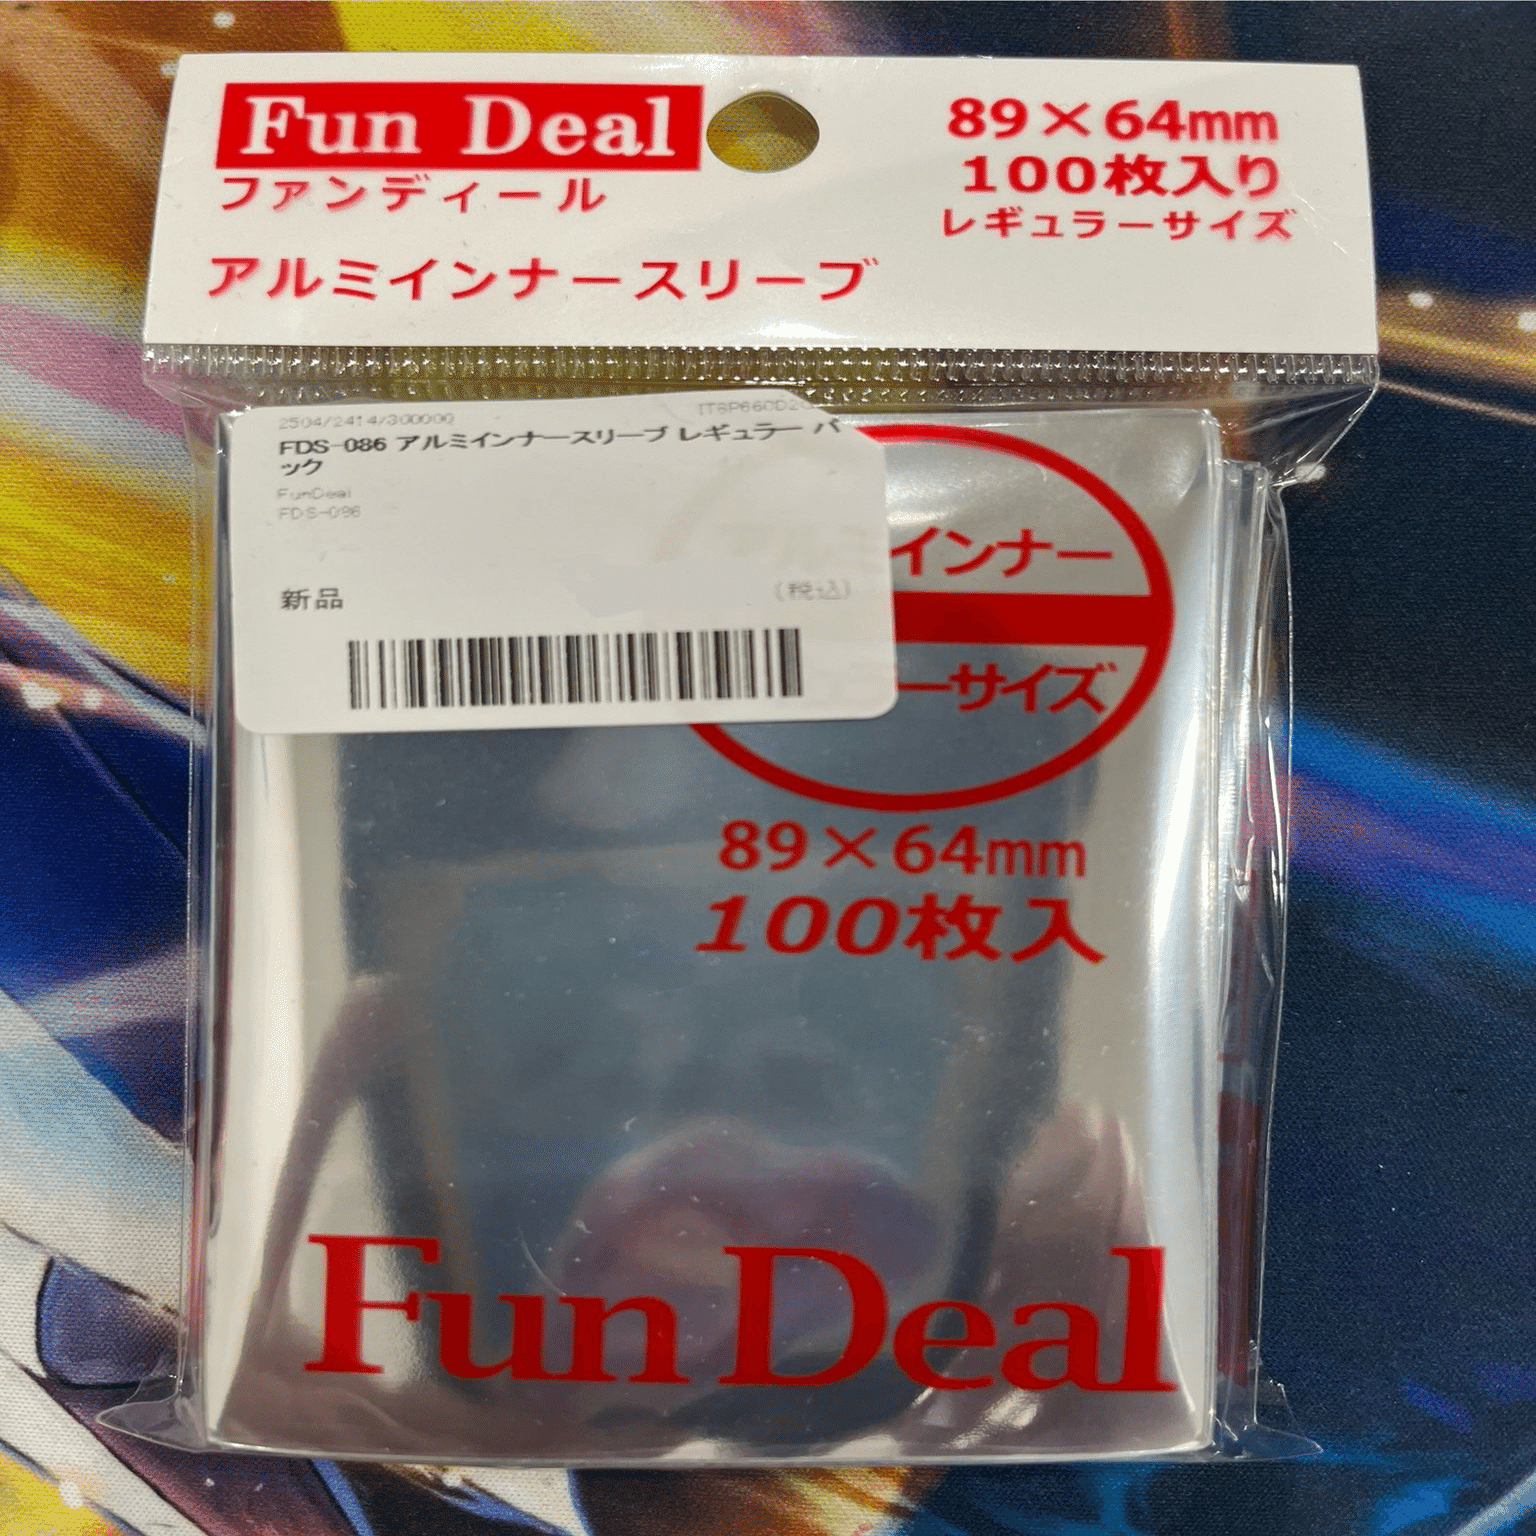 Fun Deal
ファンディール
アルミインナースリーブ
89×64mm
100枚入り
レギュラーサイズ
2504/2414/300000
FDS-086 アルミインナースリーブ レギュラー パ
ック
FunDeal
FDS-086
新品
(税込)
インナー
ーサイズ
89×64mm
100枚入
Fun Deal